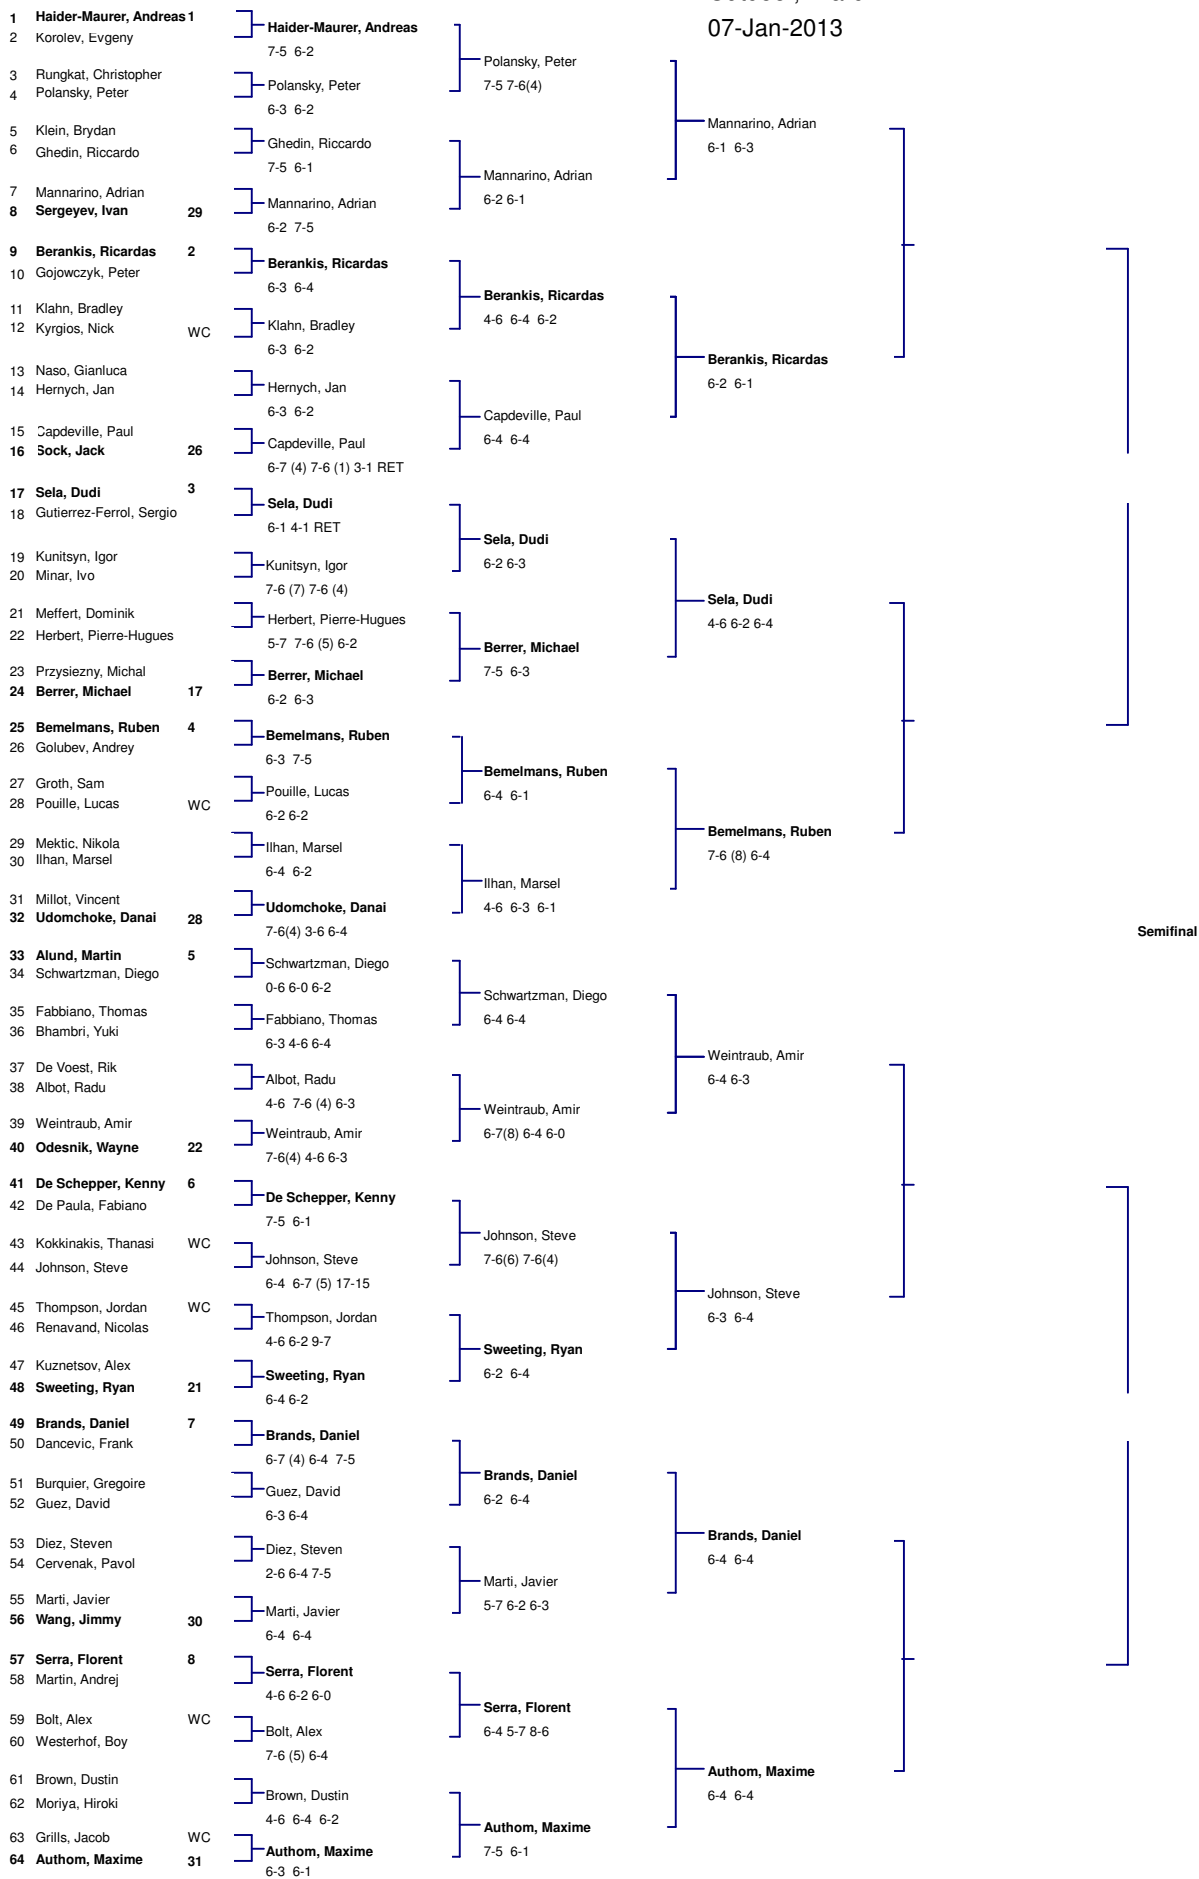 07-Jan-2013
1 Haider-Maurer, Andreas 1
2 Korolev, Evgeny
3 Rungkat, Christopher
4 Polansky, Peter
5 Klein, Brydan
6 Ghedin, Riccardo
7 Mannarino, Adrian
8 Sergeyev, Ivan 29
9 Berankis, Ricardas 2
10 Gojowczyk, Peter
11 Klahn, Bradley
12 Kyrgios, Nick WC
13 Naso, Gianluca
14 Hernych, Jan
15 Capdeville, Paul
16 Sock, Jack 26
17 Sela, Dudi 3
18 Gutierrez-Ferrol, Sergio
19 Kunitsyn, Igor
20 Minar, Ivo
21 Meffert, Dominik
22 Herbert, Pierre-Hugues
23 Przysiezny, Michal
24 Berrer, Michael 17
25 Bemelmans, Ruben 4
26 Golubev, Andrey
27 Groth, Sam
28 Pouille, Lucas WC
29 Mektic, Nikola
30 Ilhan, Marsel
31 Millot, Vincent
32 Udomchoke, Danai 28
33 Alund, Martin 5
34 Schwartzman, Diego
35 Fabbiano, Thomas
36 Bhambri, Yuki
37 De Voest, Rik
38 Albot, Radu
39 Weintraub, Amir
40 Odesnik, Wayne 22
41 De Schepper, Kenny 6
42 De Paula, Fabiano
43 Kokkinakis, Thanasi WC
44 Johnson, Steve
45 Thompson, Jordan WC
46 Renavand, Nicolas
47 Kuznetsov, Alex
48 Sweeting, Ryan 21
49 Brands, Daniel 7
50 Dancevic, Frank
51 Burquier, Gregoire
52 Guez, David
53 Diez, Steven
54 Cervenak, Pavol
55 Marti, Javier
56 Wang, Jimmy 30
57 Serra, Florent 8
58 Martin, Andrej
59 Bolt, Alex WC
60 Westerhof, Boy
61 Brown, Dustin
62 Moriya, Hiroki
63 Grills, Jacob WC
64 Authom, Maxime 31
Haider-Maurer, Andreas
7-5 6-2
Polansky, Peter
6-3 6-2
Ghedin, Riccardo
7-5 6-1
Mannarino, Adrian
6-2 7-5
Berankis, Ricardas
6-3 6-4
Klahn, Bradley
6-3 6-2
Hernych, Jan
6-3 6-2
Capdeville, Paul
6-7 (4) 7-6 (1) 3-1 RET
Sela, Dudi
6-1 4-1 RET
Kunitsyn, Igor
7-6 (7) 7-6 (4)
Herbert, Pierre-Hugues
5-7 7-6 (5) 6-2
Berrer, Michael
6-2 6-3
Bemelmans, Ruben
6-3 7-5
Pouille, Lucas
6-2 6-2
Ilhan, Marsel
6-4 6-2
Udomchoke, Danai
7-6(4) 3-6 6-4
Schwartzman, Diego
0-6 6-0 6-2
Fabbiano, Thomas
6-3 4-6 6-4
Albot, Radu
4-6 7-6 (4) 6-3
Weintraub, Amir
7-6(4) 4-6 6-3
De Schepper, Kenny
7-5 6-1
Johnson, Steve
6-4 6-7 (5) 17-15
Thompson, Jordan
4-6 6-2 9-7
Sweeting, Ryan
6-4 6-2
Brands, Daniel
6-7 (4) 6-4 7-5
Guez, David
6-3 6-4
Diez, Steven
2-6 6-4 7-5
Marti, Javier
6-4 6-4
Serra, Florent
4-6 6-2 6-0
Bolt, Alex
7-6 (5) 6-4
Brown, Dustin
4-6 6-4 6-2
Authom, Maxime
6-3 6-1
Polansky, Peter
7-5 7-6(4)
Mannarino, Adrian
6-2 6-1
Berankis, Ricardas
4-6 6-4 6-2
Capdeville, Paul
6-4 6-4
Sela, Dudi
6-2 6-3
Berrer, Michael
7-5 6-3
Bemelmans, Ruben
6-4 6-1
Ilhan, Marsel
4-6 6-3 6-1
Schwartzman, Diego
6-4 6-4
Weintraub, Amir
6-7(8) 6-4 6-0
Johnson, Steve
7-6(6) 7-6(4)
Sweeting, Ryan
6-2 6-4
Brands, Daniel
6-2 6-4
Marti, Javier
5-7 6-2 6-3
Serra, Florent
6-4 5-7 8-6
Authom, Maxime
7-5 6-1
Mannarino, Adrian
6-1 6-3
Berankis, Ricardas
6-2 6-1
Sela, Dudi
4-6 6-2 6-4
Bemelmans, Ruben
7-6 (8) 6-4
Weintraub, Amir
6-4 6-3
Johnson, Steve
6-3 6-4
Brands, Daniel
6-4 6-4
Authom, Maxime
6-4 6-4
Semifinal